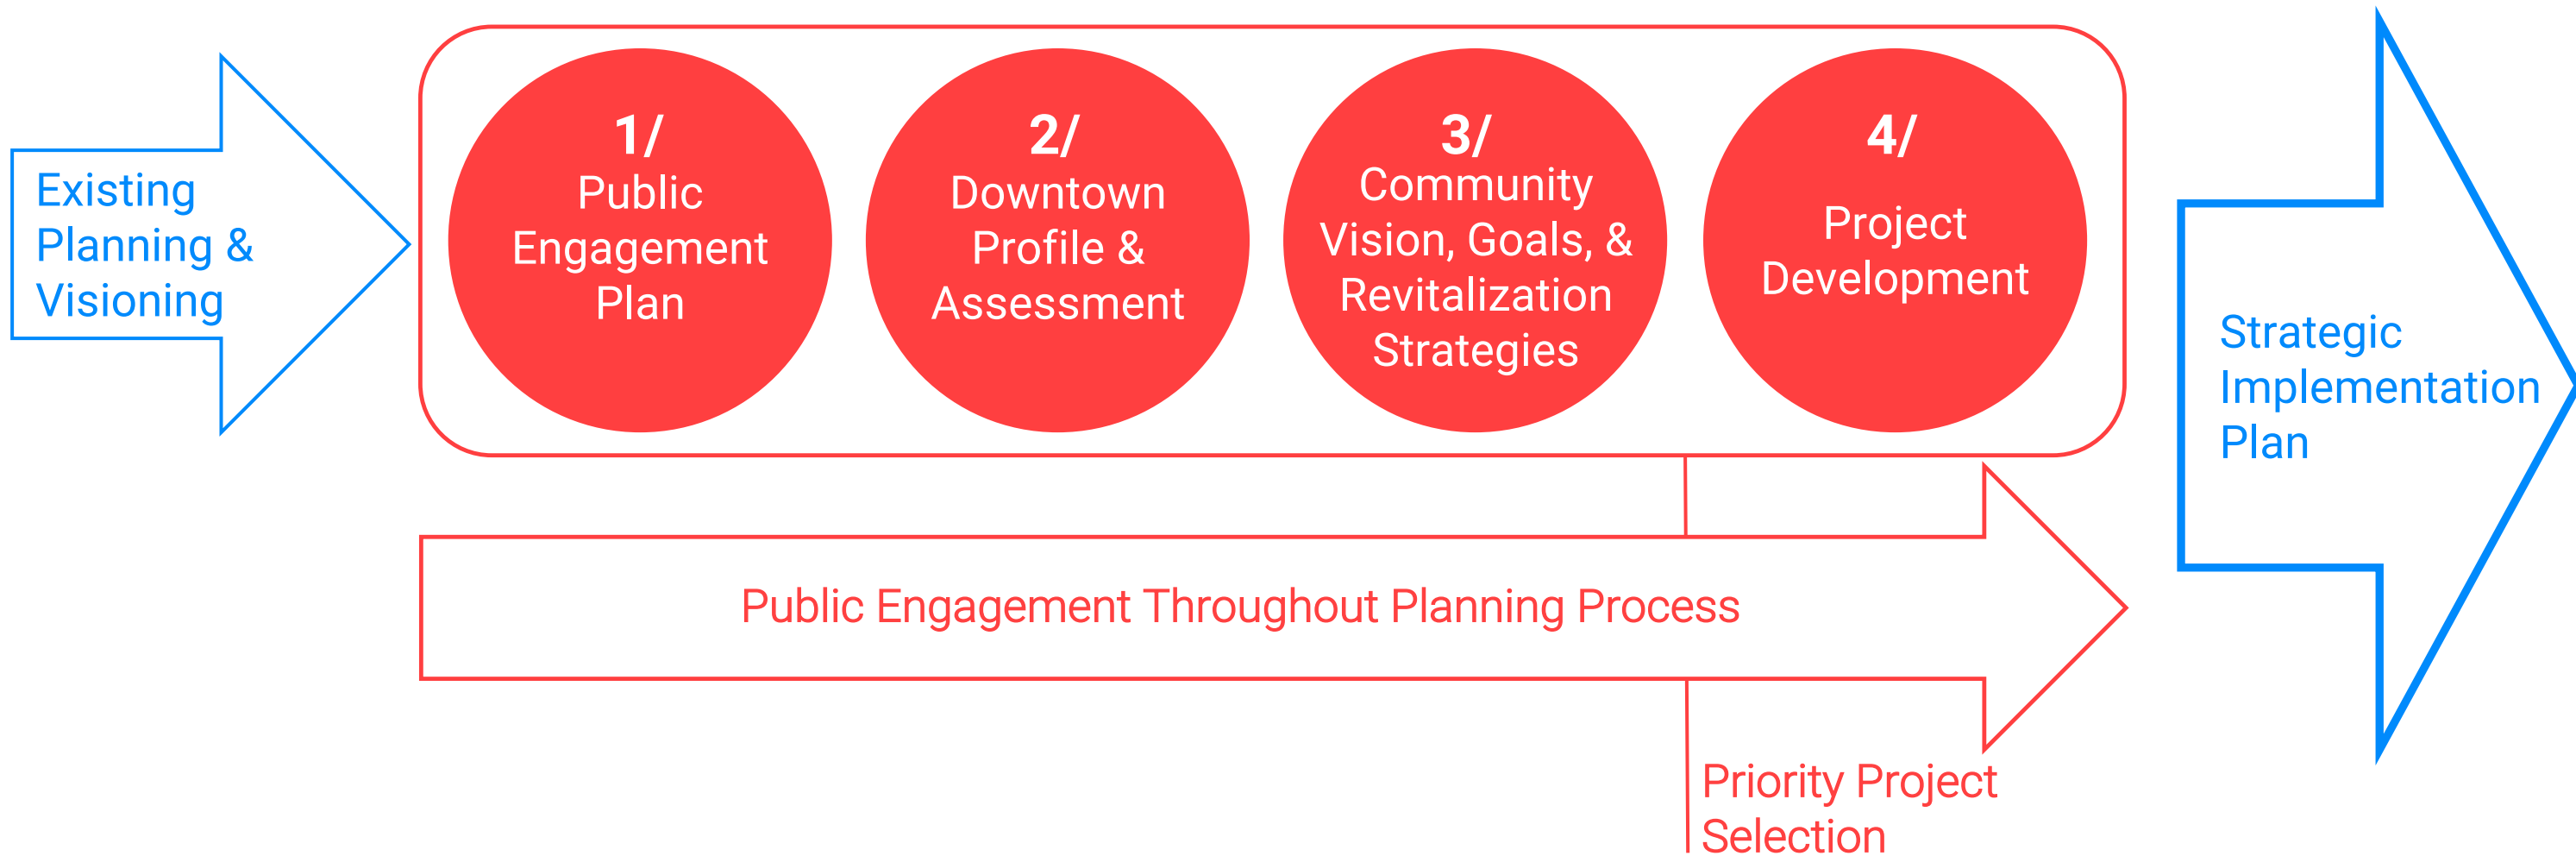 Existing
Planning &
Visioning
1/
Public
Engagement
Plan
2/
Downtown
Profile &
Assessment
3/
Community
Vision, Goals, &
Revitalization
Strategies
4/
Project
Development
Strategic
Implementation
Plan
Public Engagement Throughout Planning Process
Priority Project
Selection